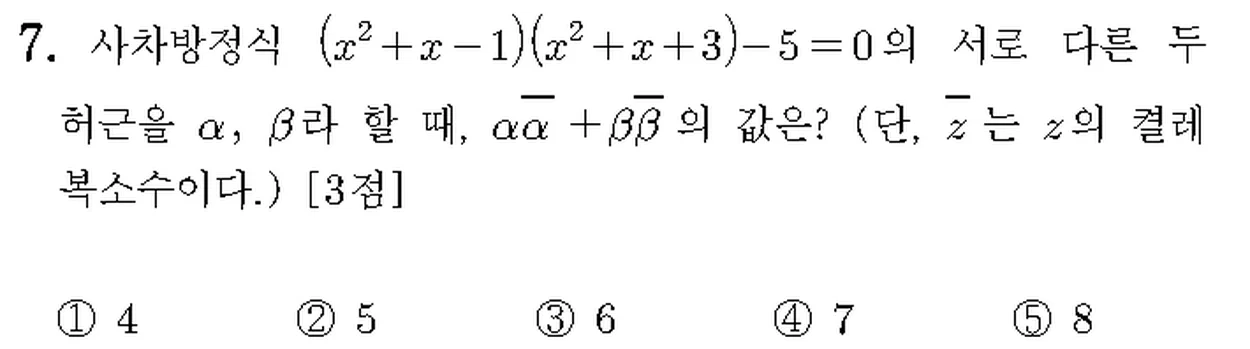 7. 사차방정식 (x²+x−1)(x²+x+3)−5=0의 서로 다른 두
허근을 α, β라 할 때, αα̅+ββ̅의 값은? (단, z̅는 z의 켤레
복소수이다.) [3점]
① 4 ② 5 ③ 6 ④ 7 ⑤ 8